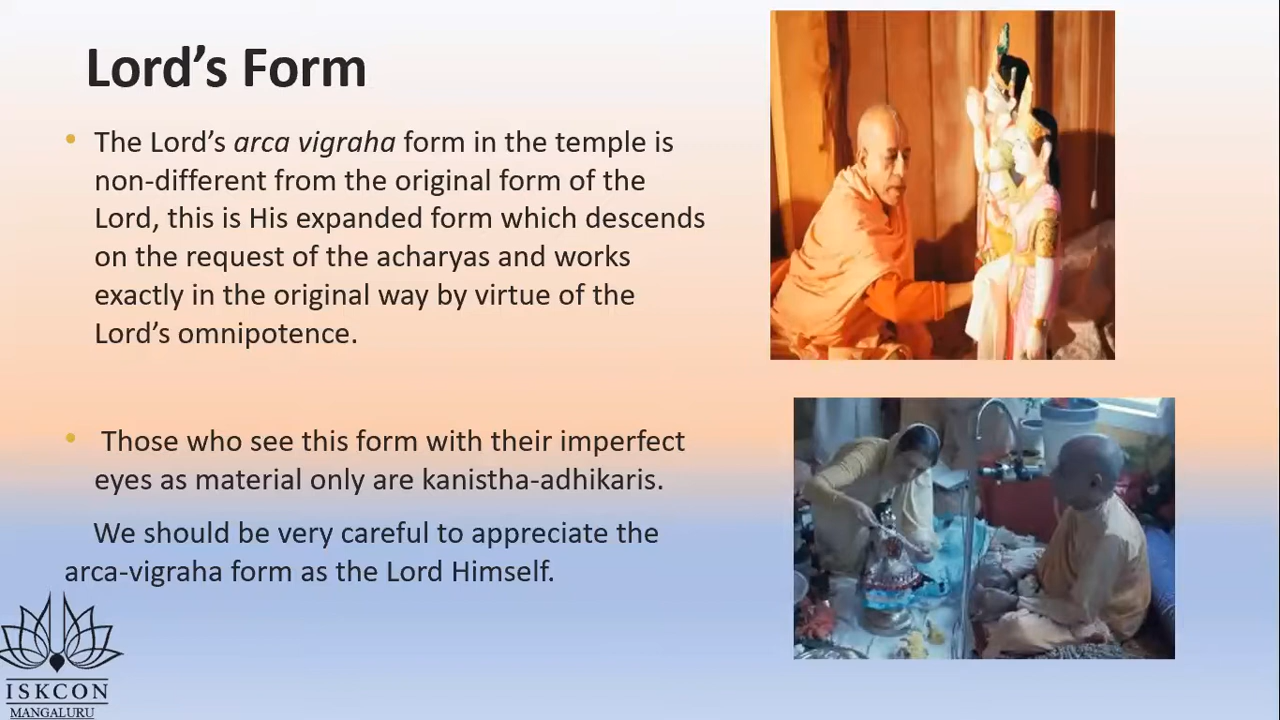 Lord’s Form
• The Lord’s arca vigraha form in the temple is
non-different from the original form of the
Lord, this is His expanded form which descends
on the request of the acharyas and works
exactly in the original way by virtue of the
Lord’s omnipotence.
• Those who see this form with their imperfect
eyes as material only are kanistha-adhikaris.
We should be very careful to appreciate the
arca-vigraha form as the Lord Himself.
ISKCON
MANGALURU